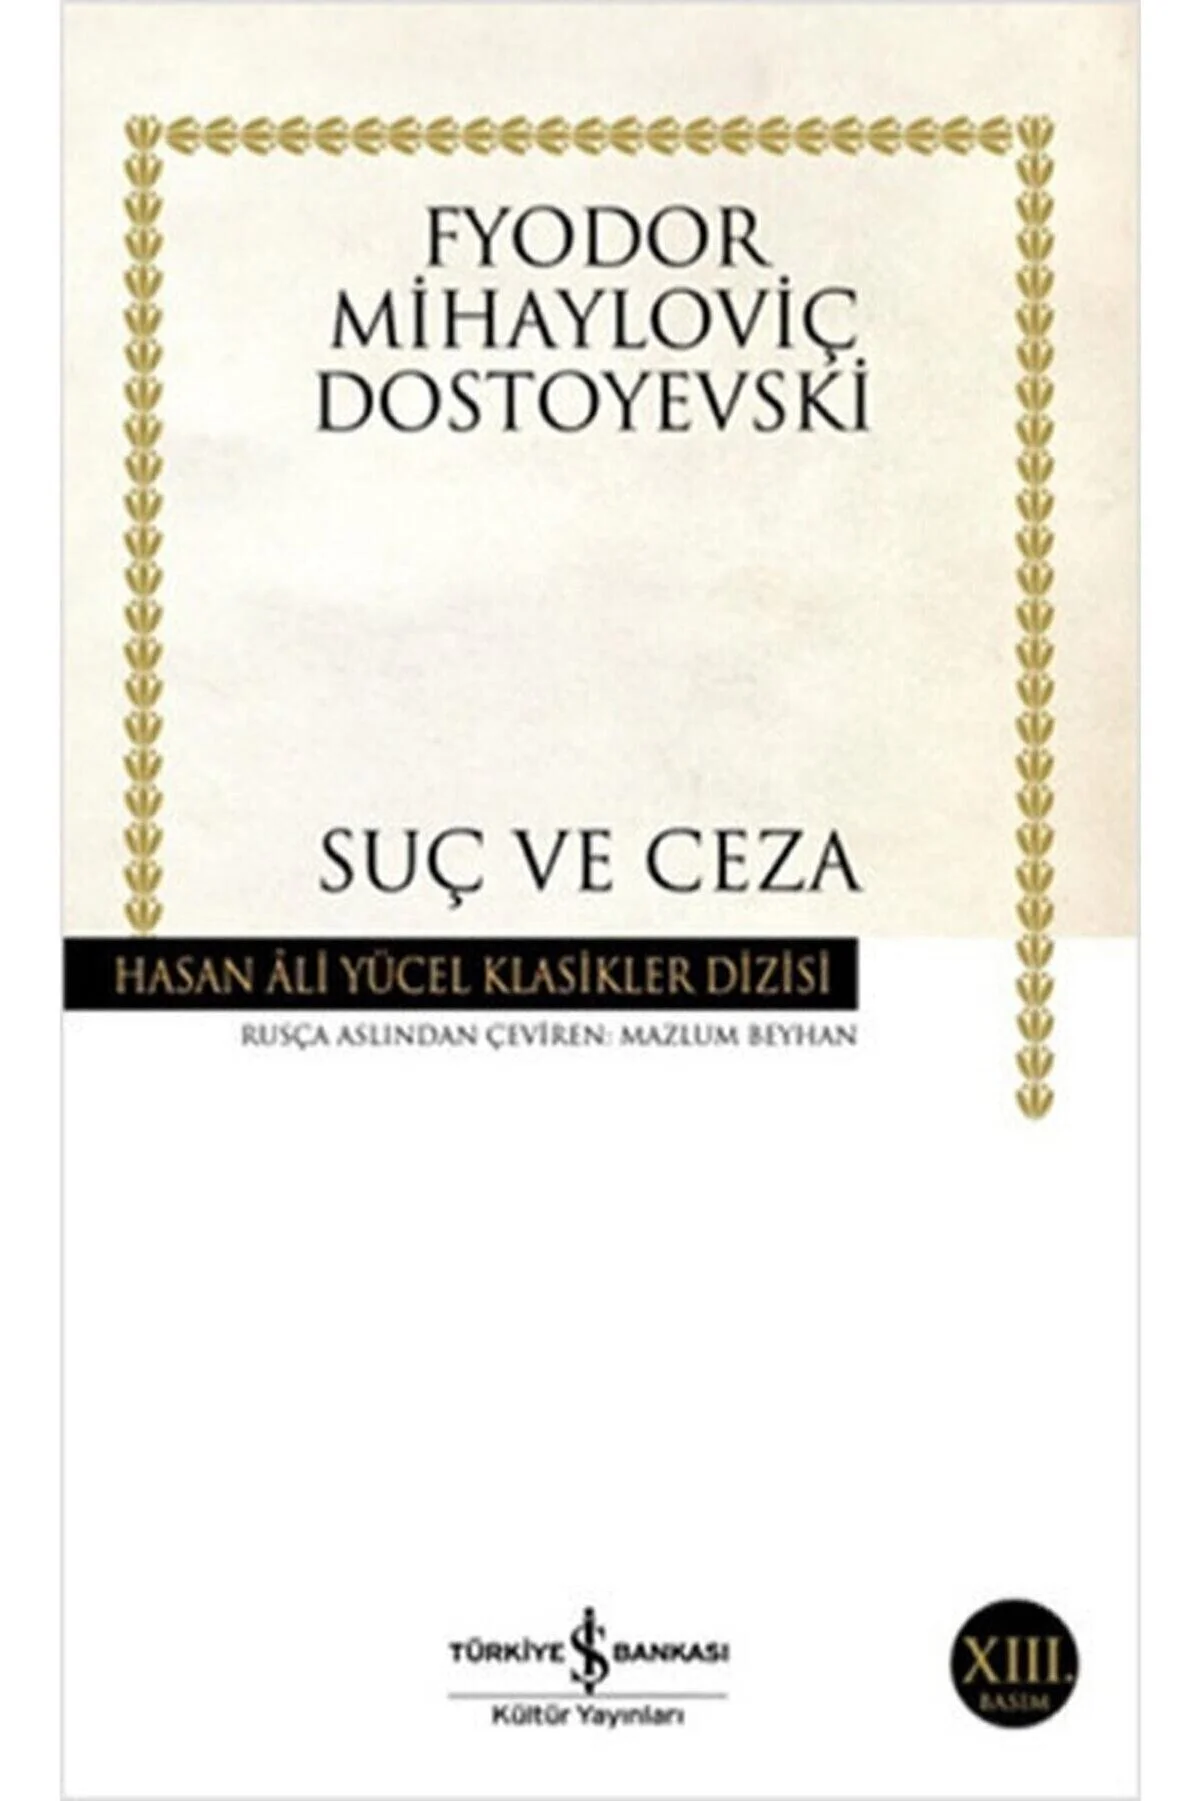 FYODOR
MİHAYLOVİÇ
DOSTOYEVSKİ
SUÇ VE CEZA
HASAN ÂLİ YÜCEL KLASİKLER DİZİSİ
RUSÇA ASLINDAN ÇEVİREN: MAZLUM BEYHAN
TÜRKİYE İŞ BANKASI
Kültür Yayınları
XIII.
BASIM